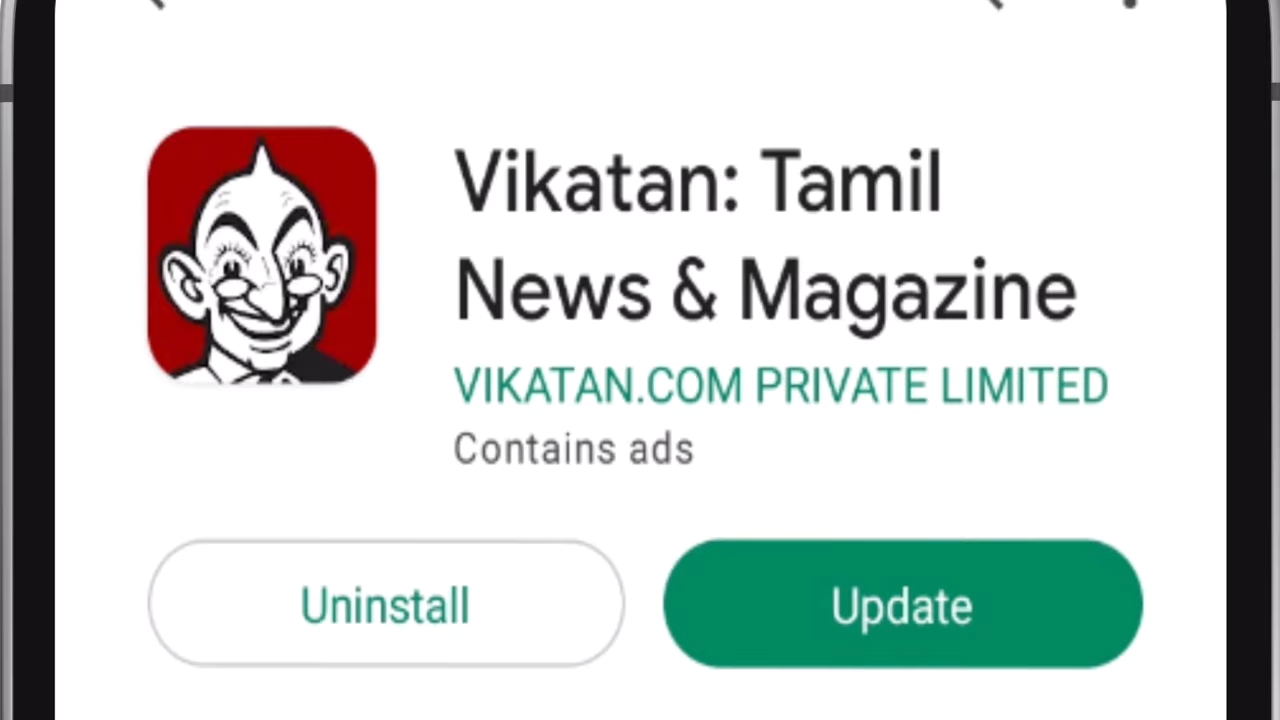 Vikatan: Tamil
News & Magazine
VIKATAN.COM PRIVATE LIMITED
Contains ads
Uninstall
Update